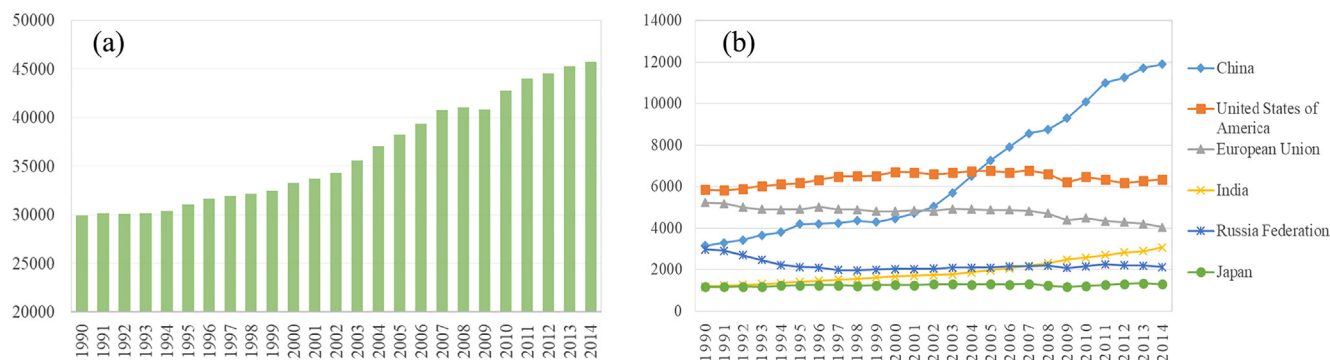 (a)
50000
45000
40000
35000
30000
25000
20000
1990 1991 1992 1993 1994 1995 1996 1997 1998 1999 2000 2001 2002 2003 2004 2005 2006 2007 2008 2009 2010 2011 2012 2013 2014
(b)
14000
12000
10000
8000
6000
4000
2000
0
1990 1991 1992 1993 1994 1995 1996 1997 1998 1999 2000 2001 2002 2003 2004 2005 2006 2007 2008 2009 2010 2011 2012 2013 2014
China
United States of
America
European Union
India
Russia Federation
Japan